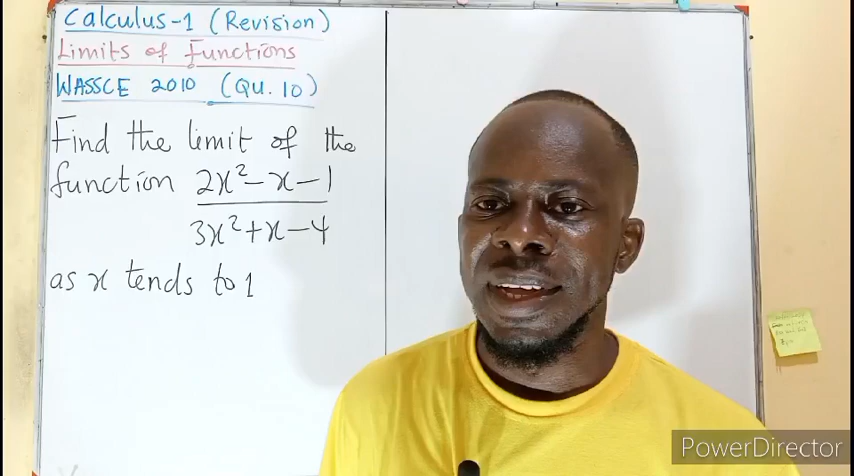 Calculus-1 (Revision)
Limits of Functions
WASSCE 2010 (QU. 10)
Find the limit of the
function 2x²-x-1
3x²+x-4
as x tends to 1
PowerDirector